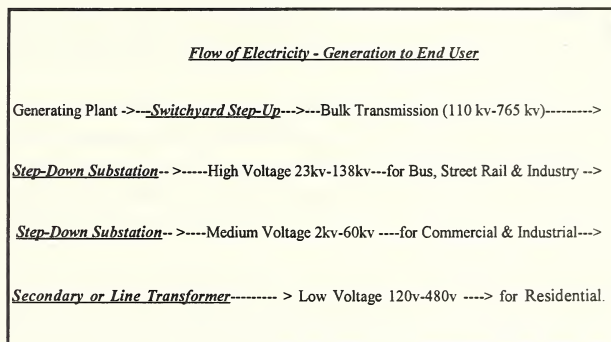 Flow of Electricity - Generation to End User
Generating Plant ->---Switchyard Step-Up--->---Bulk Transmission (110 kv-765 kv)--------->
Step-Down Substation-- >-----High Voltage 23kv-138kv---for Bus, Street Rail & Industry -->
Step-Down Substation-- >----Medium Voltage 2kv-60kv ----for Commercial & Industrial--->
Secondary or Line Transformer--------- > Low Voltage 120v-480v ----> for Residential.